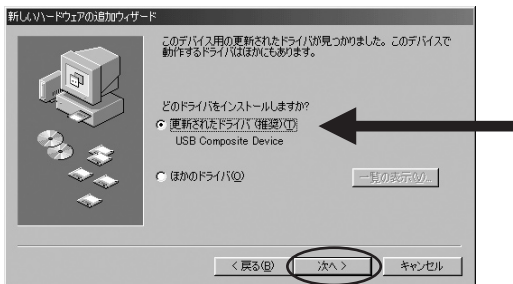 新しいハードウェアの追加ウィザード
このデバイス用の更新されたドライバが見つかりました。このデバイスで
動作するドライバはほかにもあります。
どのドライバをインストールしますか?
更新されたドライバ (推奨)(T)
USB Composite Device
ほかのドライバ(O)
一覧の表示(V)...
< 戻る(B)
次へ >
キャンセル